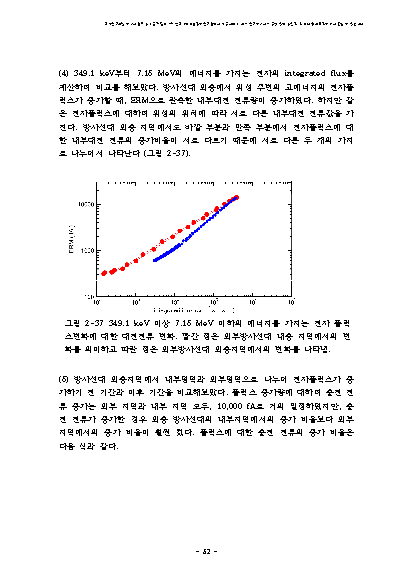 (4) 349.1 keV부터 7.15 MeV의 에너지를 가지는 전자의 integrated flux를
계산하여 비교를 해보았다. 방사선대 외층에서 위성 주변의 고에너지의 전자플
럭스가 증가할 때, ERM으로 관측한 내부대전 전류량이 증가하였다. 하지만 같
은 전자플럭스에 대하여 위성의 위치에 따라 서로 다른 내부대전 전류값을 가
진다. 방사선대 외층 지역에서도 바깥 부분과 안쪽 부분에서 전자플럭스에 대
한 내부대전 전류의 증가비율이 서로 다르기 때문에 서로 다른 두 개의 가지
로 나누어서 나타난다 (그림 2-37).
10000
1000
100
그림 2-37 349.1 keV 이상 7.15 MeV 이하의 에너지를 가지는 전자 플럭
스변화에 대한 대전전류 변화. 빨간 점은 외부방사선대 내층 지역에서의 변
화를 의미하고 파란 점은 외부방사선대 외층지역에서의 변화를 나타냄.
(5) 방사선대 외층지역에서 내부영역과 외부영역으로 나누어 전자플럭스가 증
가하기 전 기간과 이후 기간을 비교해보았다. 플럭스 증가량에 대하여 충전 전
류 증가는 외부 지역과 내부 지역 모두, 10,000 fA로 거의 일정하였지만, 충
전 전류가 증가한 경우 외층 방사선대의 내부지역에서의 증가 비율보다 외부
지역에서의 증가 비율이 훨씬 컸다. 플럭스에 대한 충전 전류의 증가 비율은
다음 식과 같다.
- 52 -